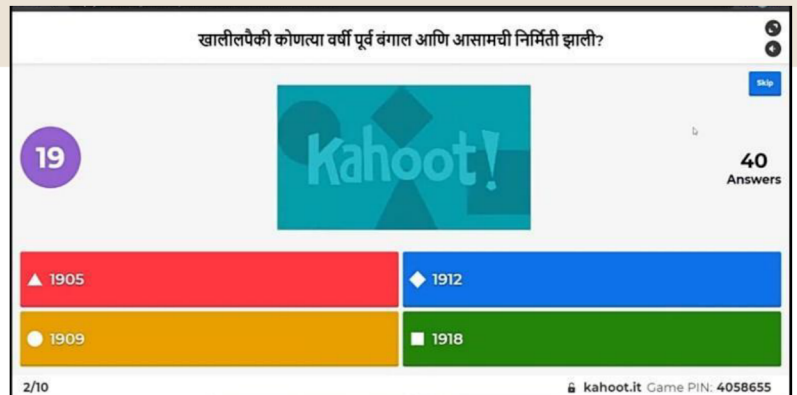 खालीलपैकी कोणत्या वर्षी पूर्व बंगाल आणि आसामची निर्मिती झाली?
Skip
19
Kahoot!
40
Answers
1905
1912
1909
1918
2/10
kahoot.it Game PIN: 4058655